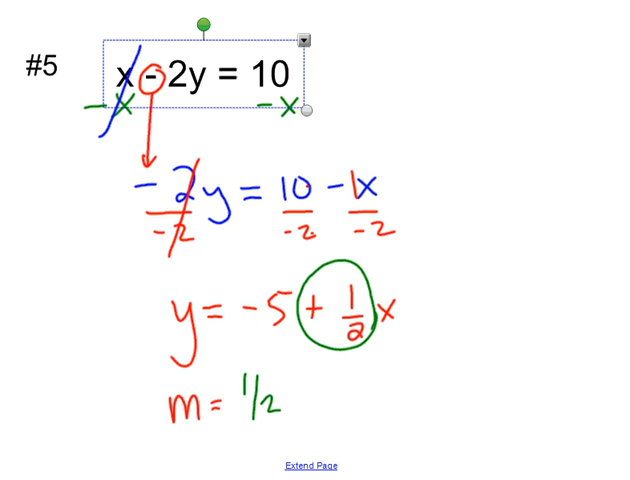 #5
x - 2y = 10
- x - x
- 2y = 10 - 1x
-2 -2 -2
y = -5 + 1/2 x
m = 1/2
Extend Page